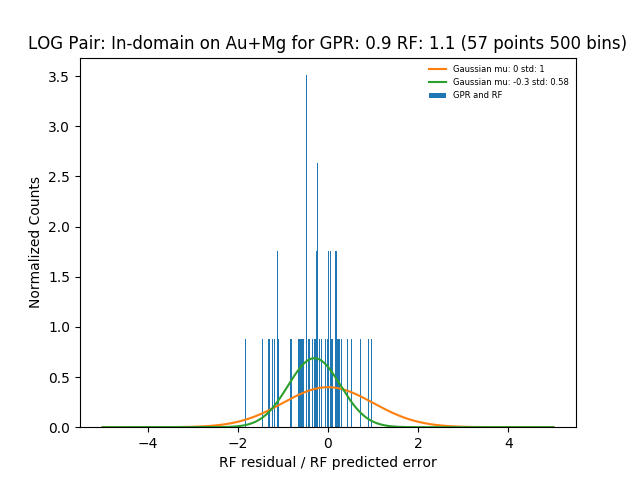 LOG Pair: In-domain on Au+Mg for GPR: 0.9 RF: 1.1 (57 points 500 bins)
Gaussian mu: 0 std: 1
Gaussian mu: -0.3 std: 0.58
GPR and RF
Normalized Counts
3.5
3.0
2.5
2.0
1.5
1.0
0.5
0.0
−4 −2 0 2 4
RF residual / RF predicted error